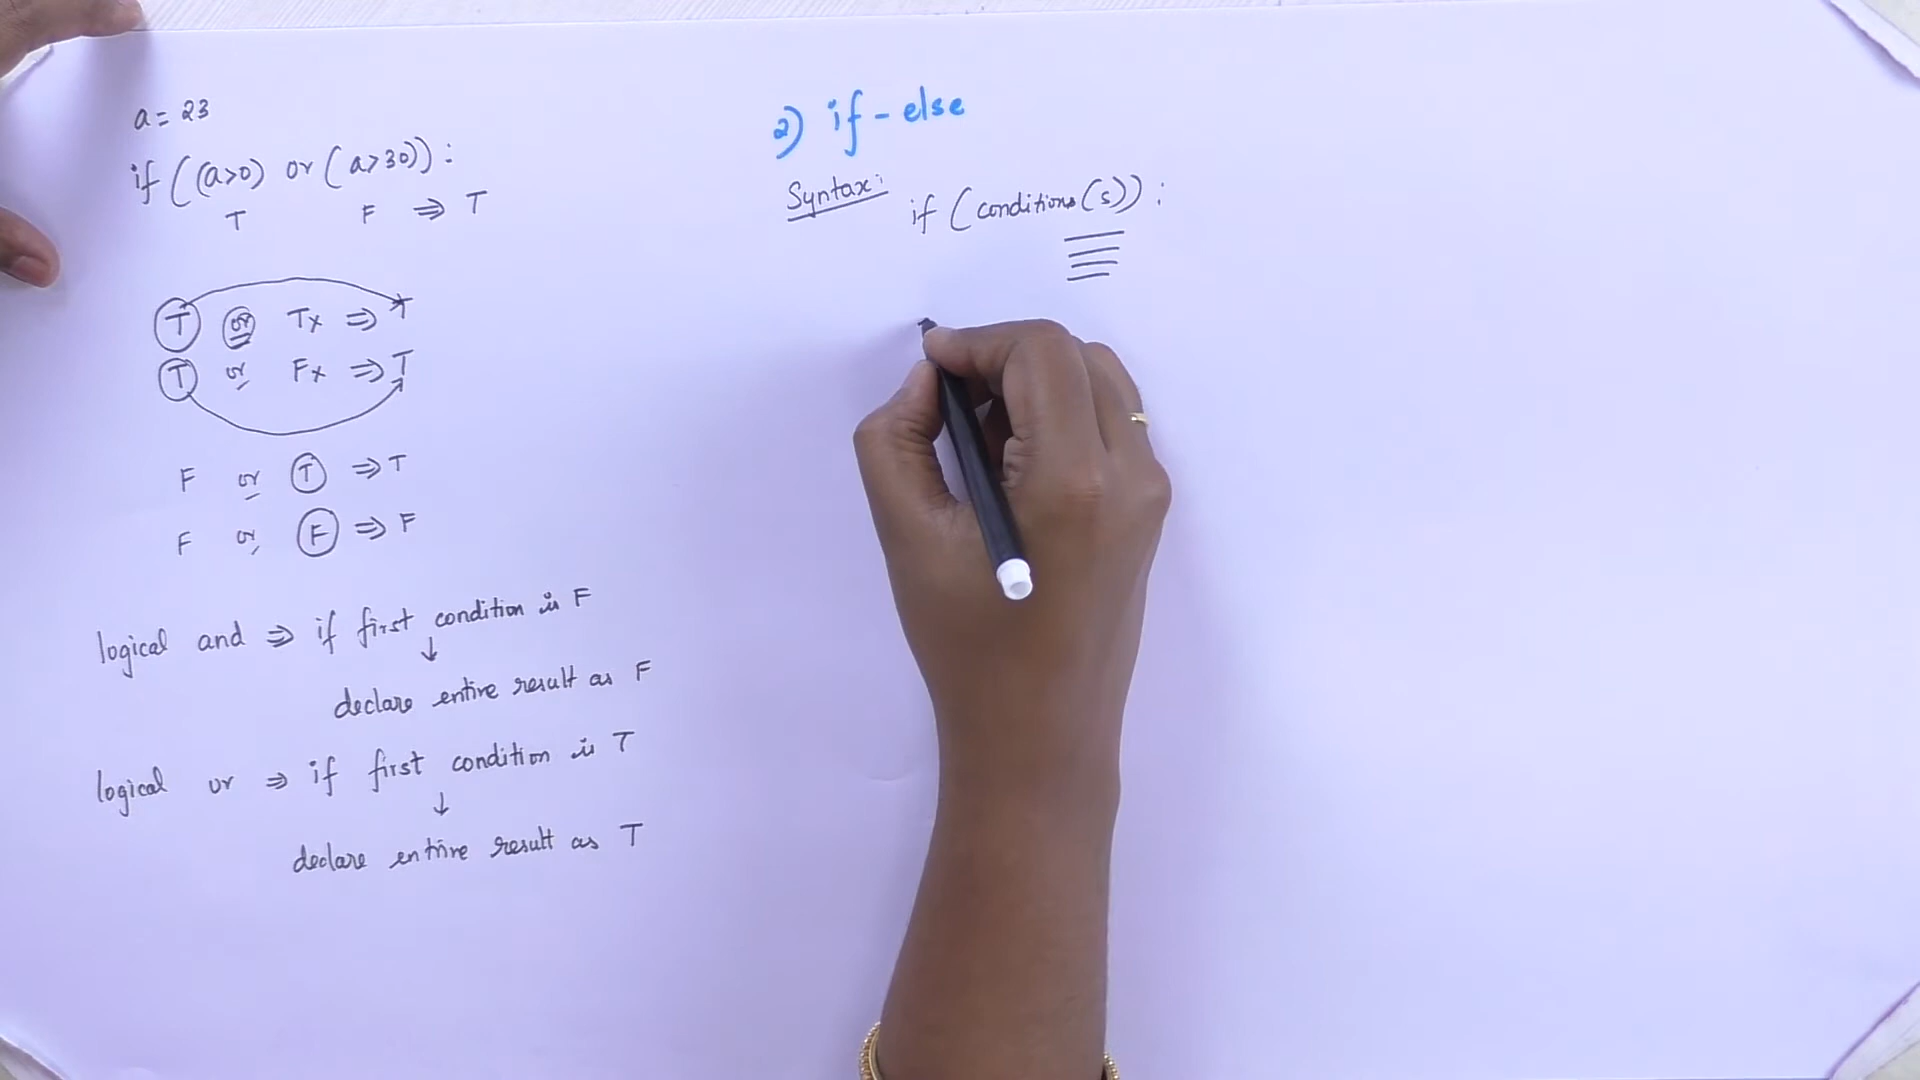 a = 23
if ((a>0) or (a>30)) :
T F ⇒ T
T or Tx ⇒ T
T or Fx ⇒ T
F or T ⇒ T
F or F ⇒ F
logical and ⇒ if first condition is F
↓
declare entire result as F
logical or ⇒ if first condition is T
↓
declare entire result as T
2) if - else
Syntax:
if (conditions(s)) :